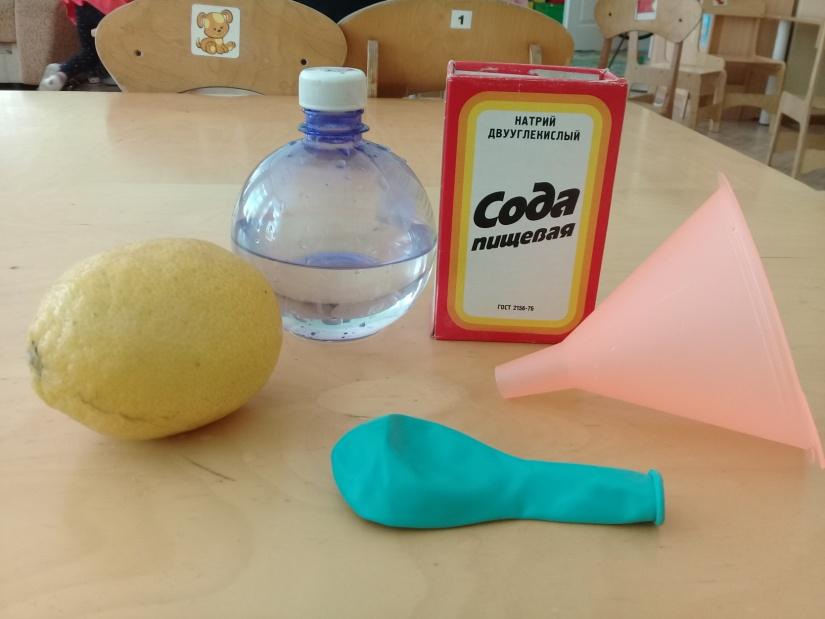 1
НАТРИЙ
ДВУУГЛЕКИСЛЫЙ
Сода
пищевая
ГОСТ 2156-76